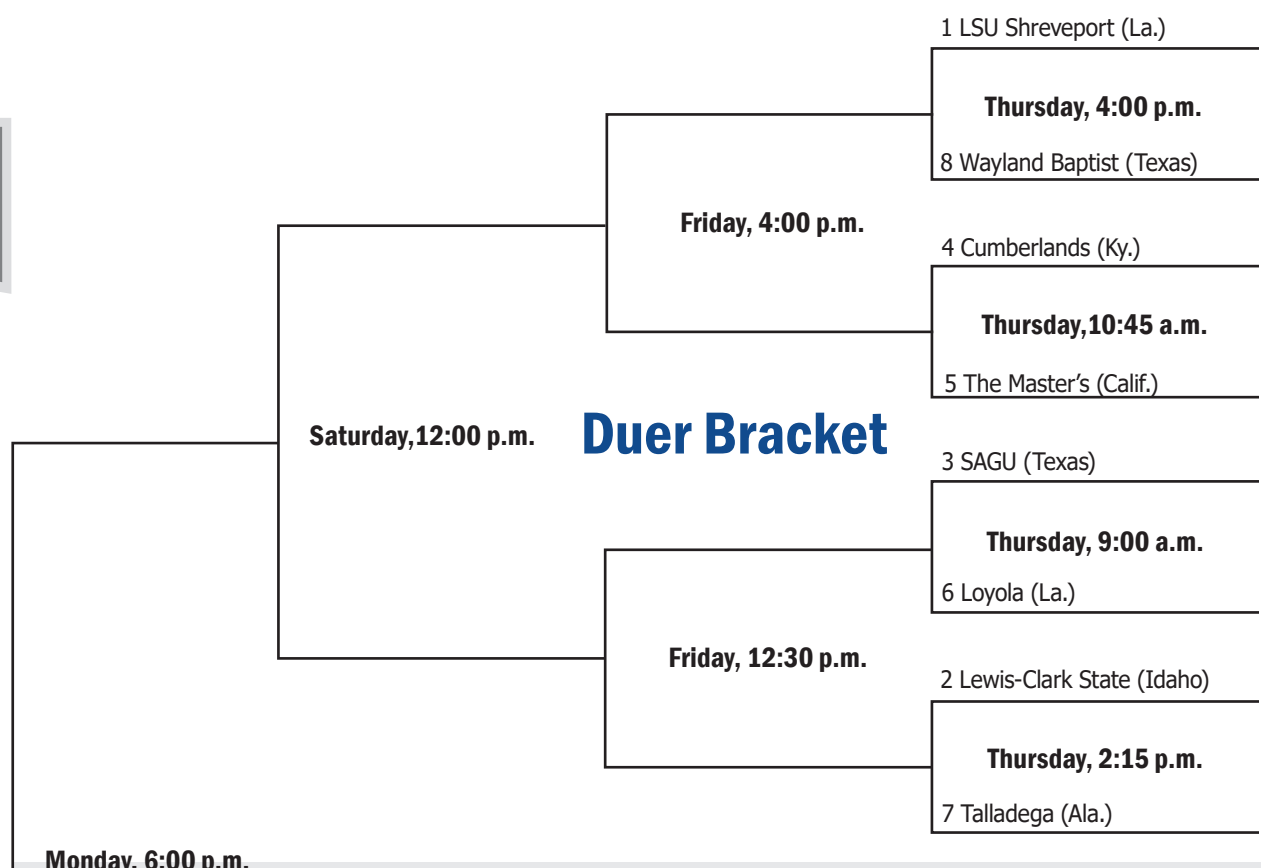 1 LSU Shreveport (La.)
Thursday, 4:00 p.m.
8 Wayland Baptist (Texas)
Friday, 4:00 p.m.
4 Cumberlands (Ky.)
Thursday,10:45 a.m.
5 The Master’s (Calif.)
Saturday,12:00 p.m.
Duer Bracket
3 SAGU (Texas)
Thursday, 9:00 a.m.
6 Loyola (La.)
Friday, 12:30 p.m.
2 Lewis-Clark State (Idaho)
Thursday, 2:15 p.m.
7 Talladega (Ala.)
Monday, 6:00 p.m.